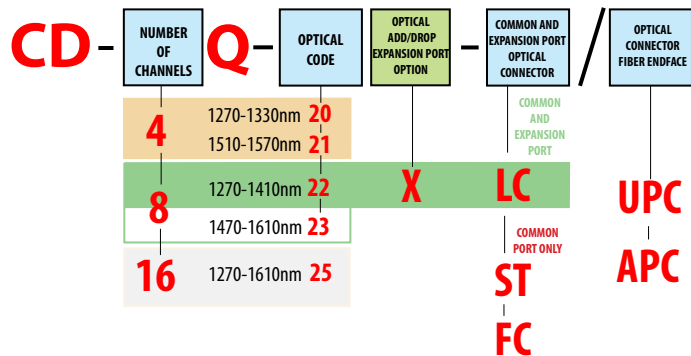 CD – NUMBER OF CHANNELS Q – OPTICAL CODE OPTICAL ADD/DROP EXPANSION PORT OPTION – COMMON AND EXPANSION PORT OPTICAL CONNECTOR / OPTICAL CONNECTOR FIBER ENDFACE
4
1270-1330nm 20
1510-1570nm 21
COMMON
AND
EXPANSION
PORT
8
1270-1410nm 22
X
LC
UPC
1470-1610nm 23
COMMON
PORT ONLY
16
1270-1610nm 25
ST
APC
FC